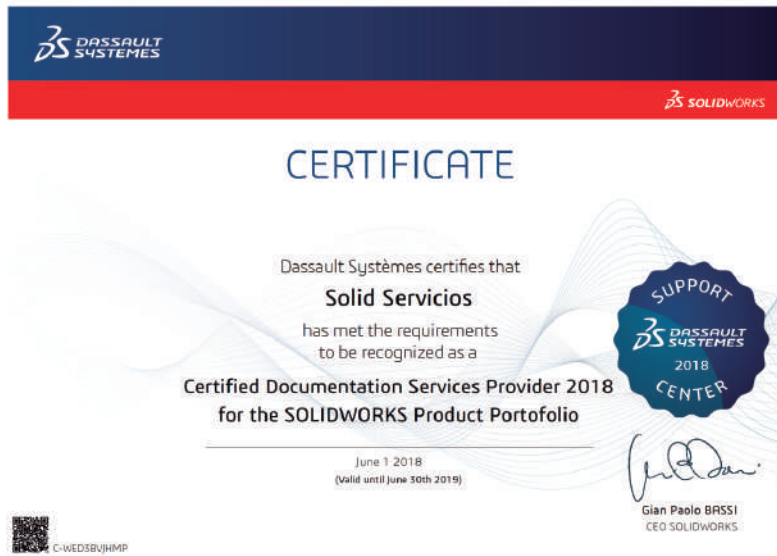 DASSAULT
SYSTEMES
SOLIDWORKS
CERTIFICATE
Dassault Systèmes certifies that
Solid Servicios
has met the requirements
to be recognized as a
Certified Documentation Services Provider 2018
for the SOLIDWORKS Product Portofolio
SUPPORT
DASSAULT
SYSTEMES
2018
CENTER
June 1 2018
(Valid until June 30th 2019)
Gian Paolo BASSI
CEO SOLIDWORKS
C-WED3BVJHMP